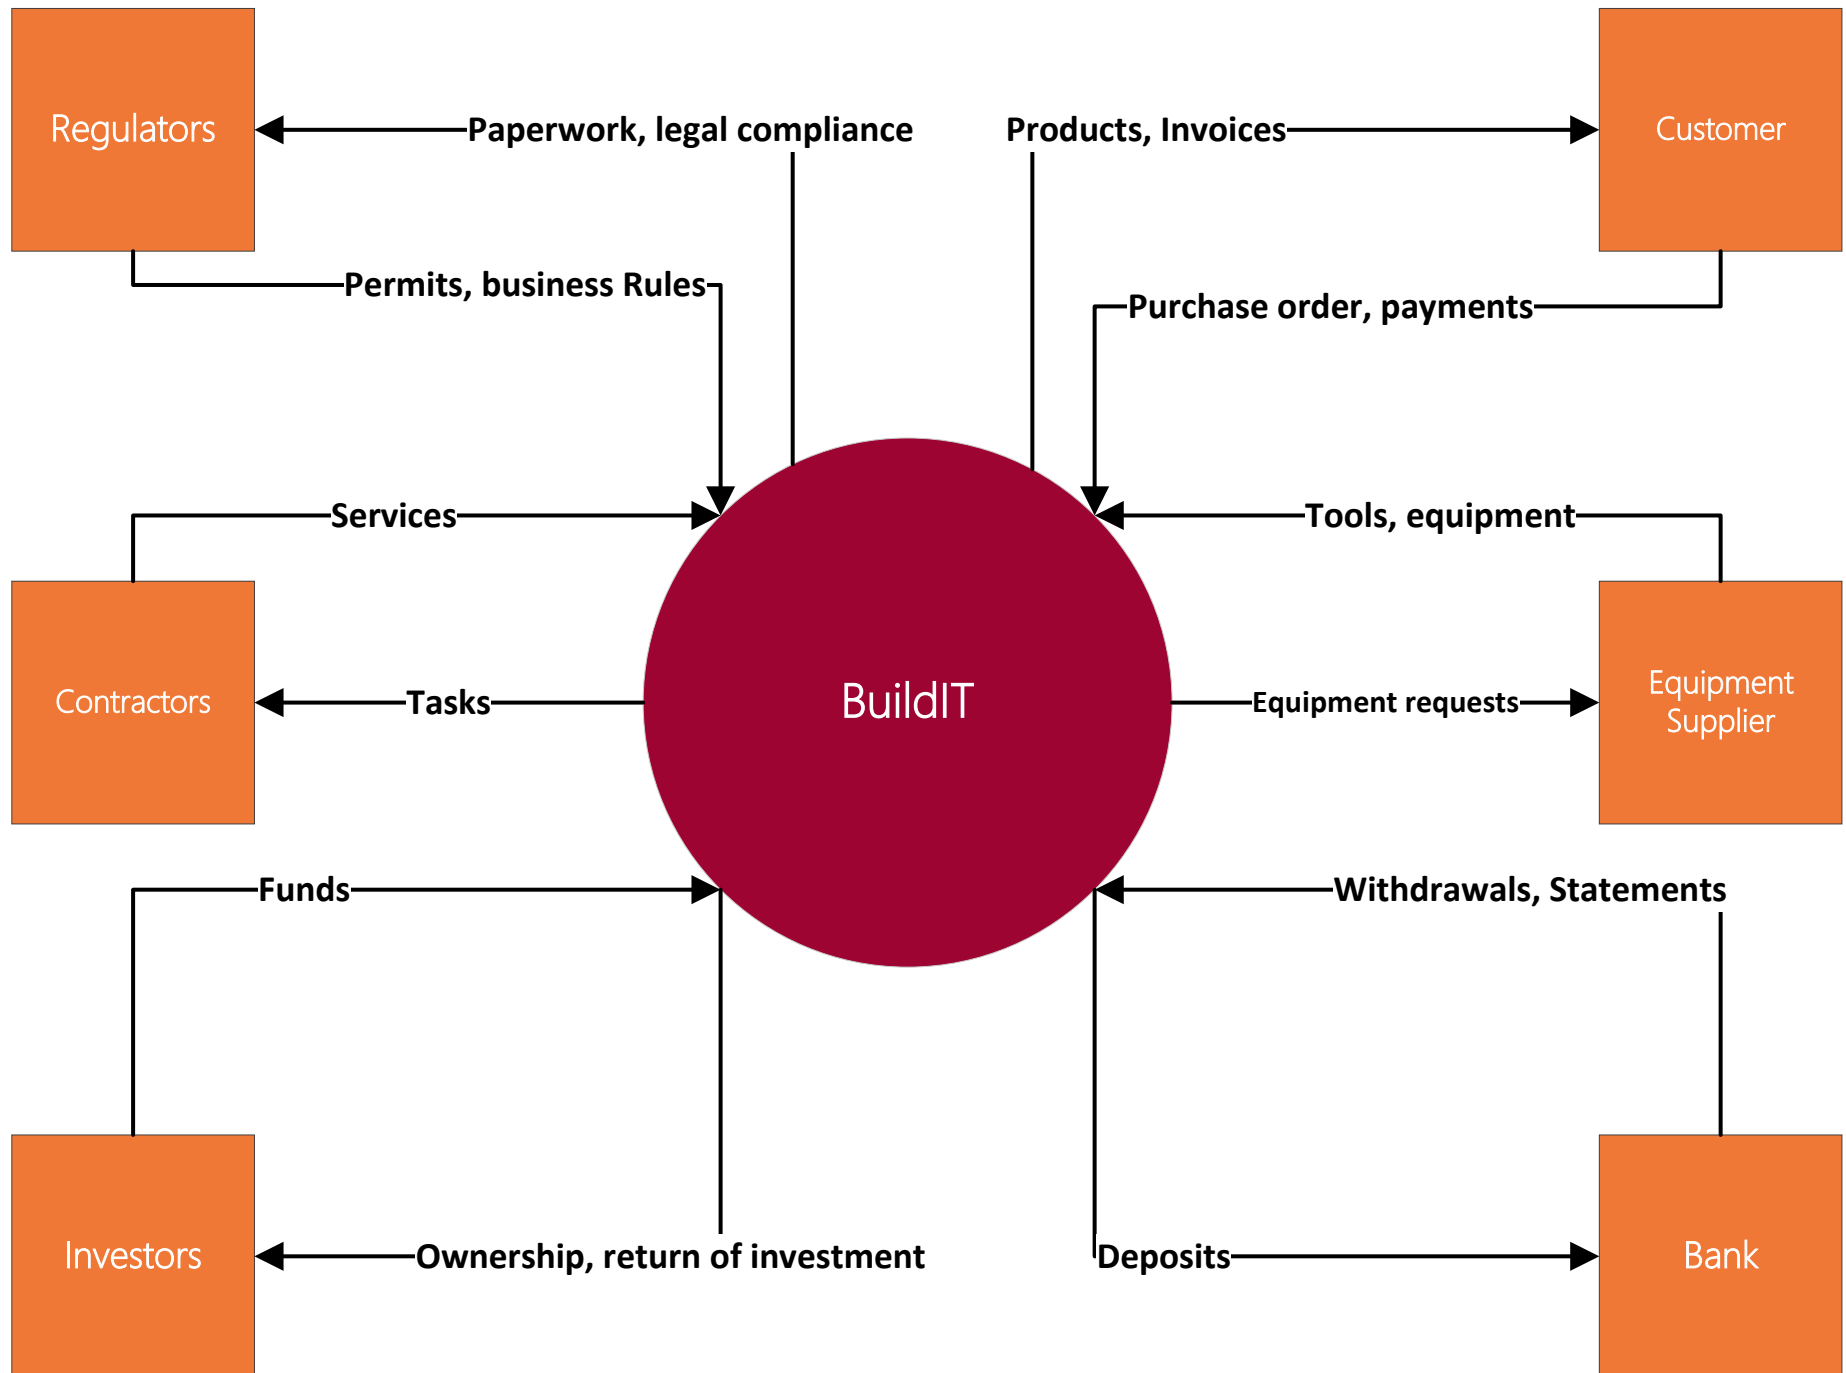 Regulators
Paperwork, legal compliance
Products, Invoices
Customer
Permits, business Rules
Purchase order, payments
Services
Tools, equipment
Contractors
Tasks
BuildIT
Equipment requests
Equipment
Supplier
Funds
Withdrawals, Statements
Investors
Ownership, return of investment
Deposits
Bank